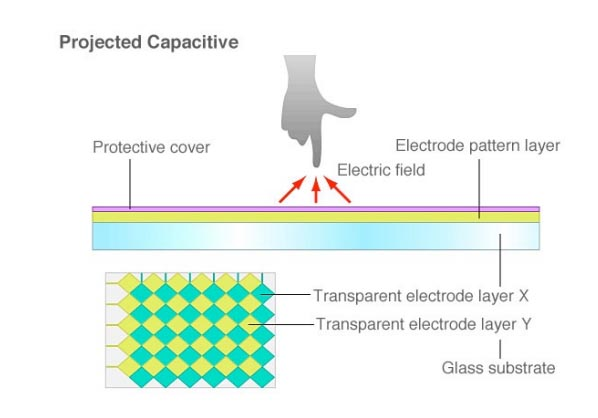 Projected Capacitive
Protective cover
Electrode pattern layer
Electric field
Transparent electrode layer X
Transparent electrode layer Y
Glass substrate